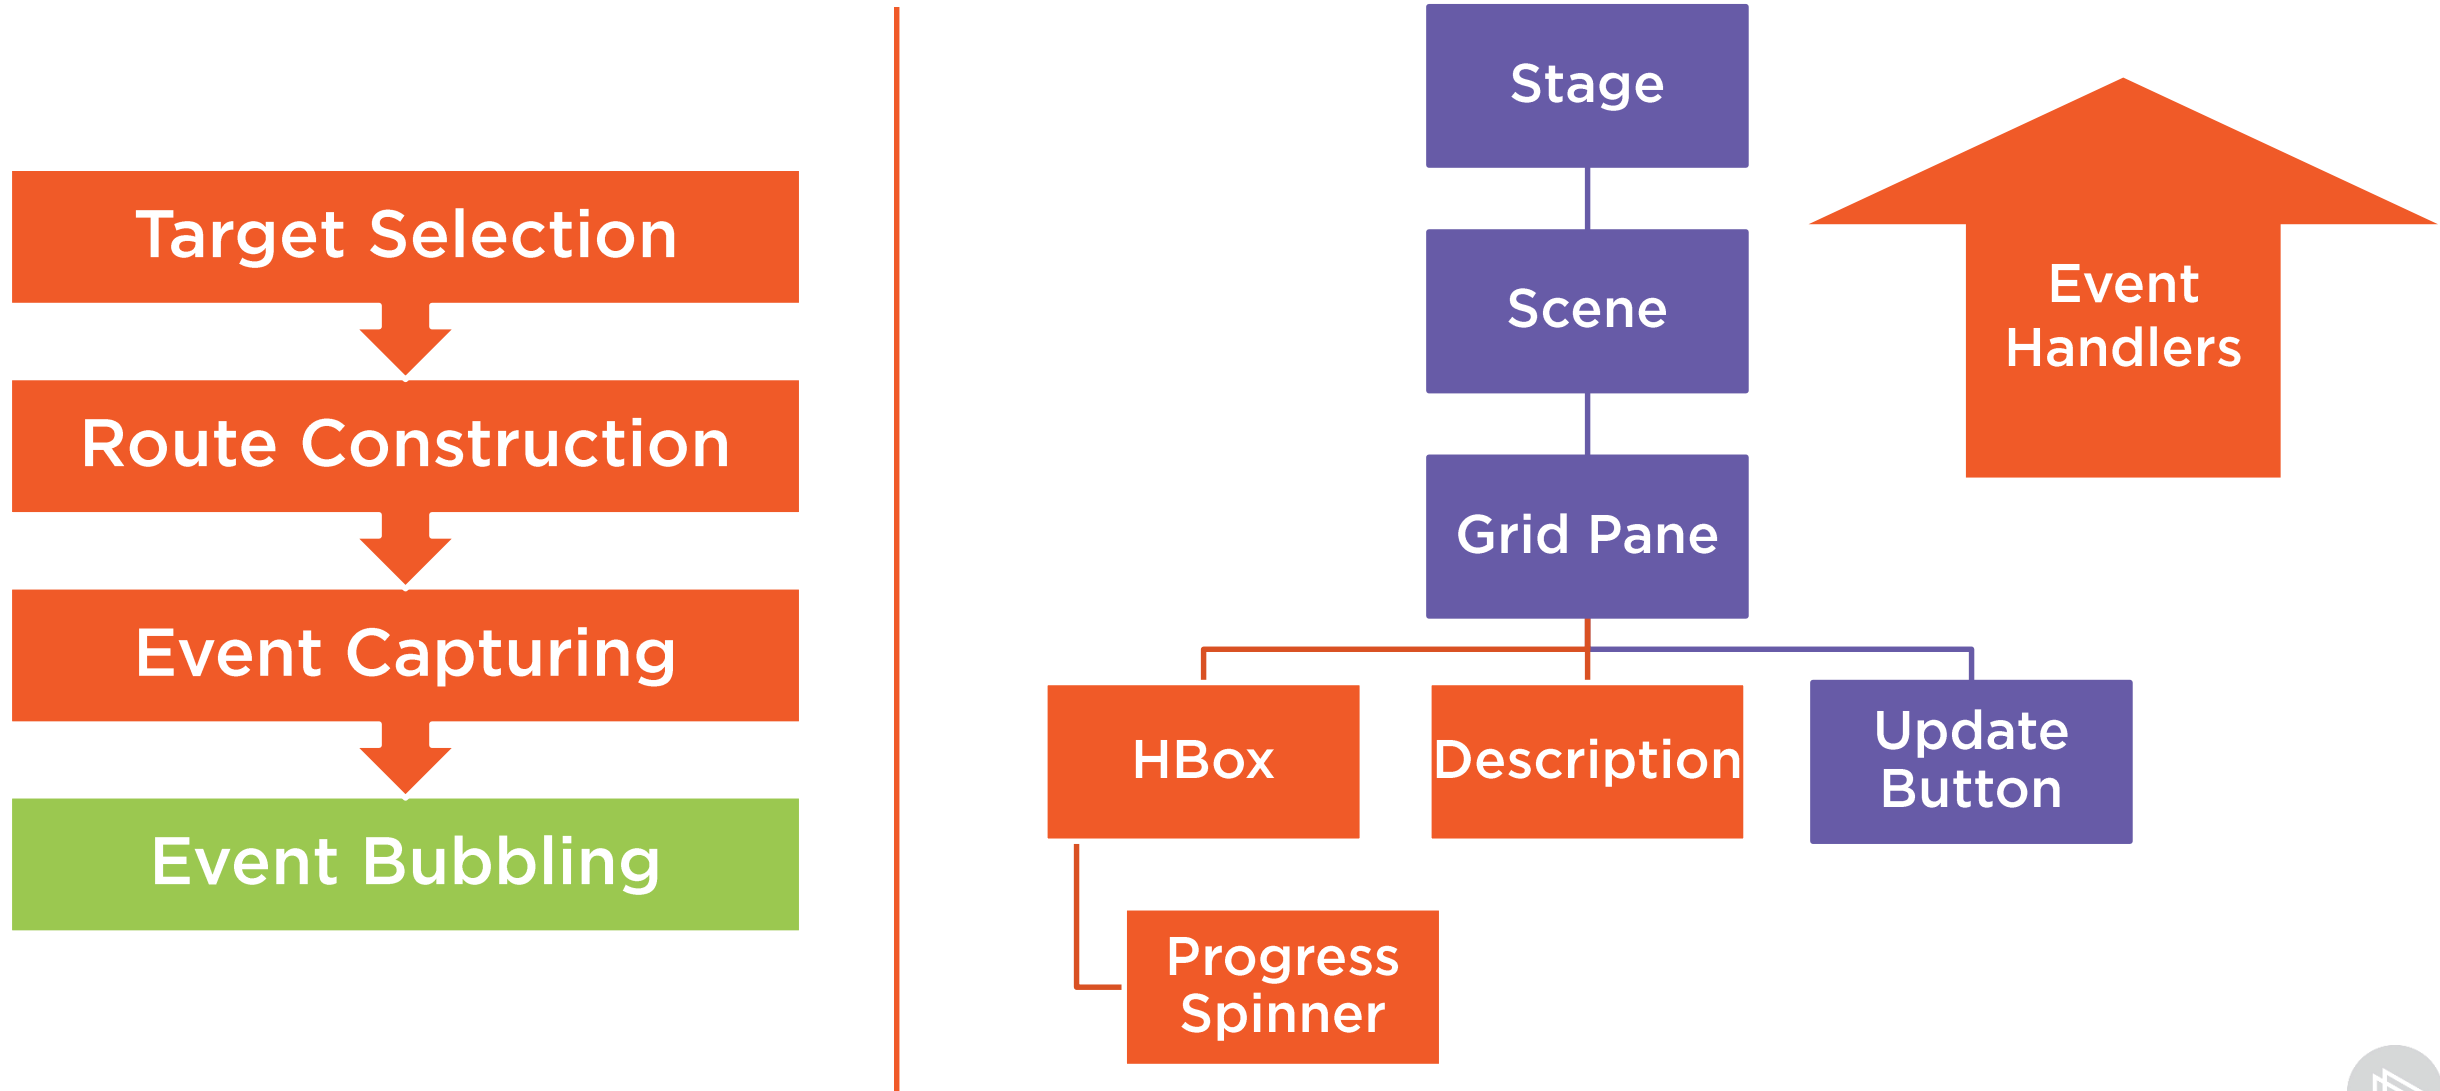 Target Selection
Route Construction
Event Capturing
Event Bubbling
Stage
Scene
Grid Pane
HBox
Description
Update
Button
Progress
Spinner
Event
Handlers